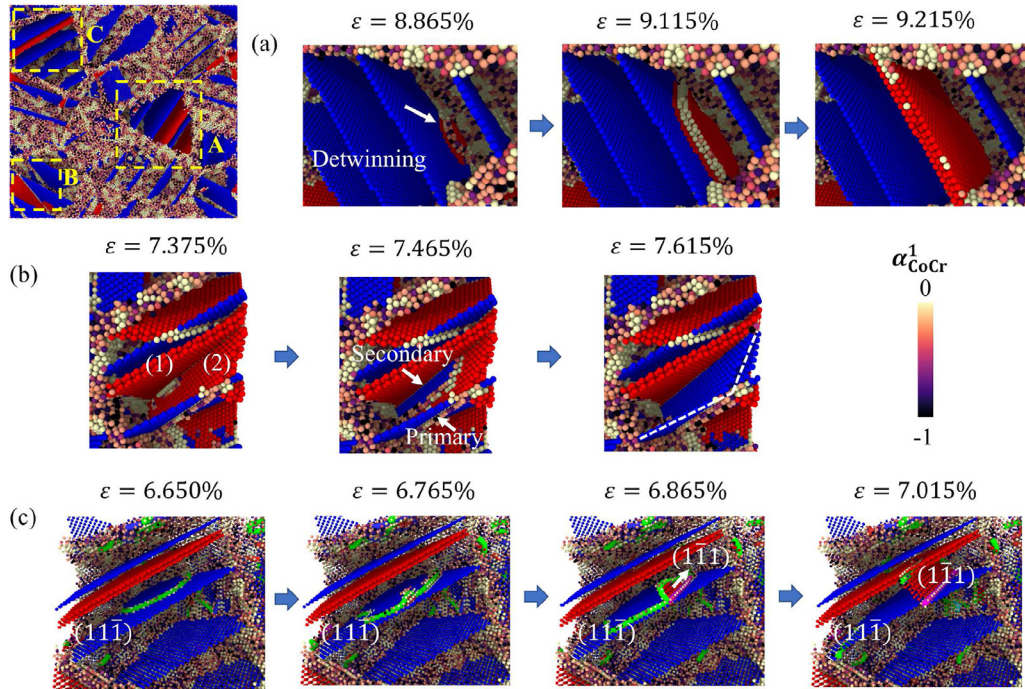 C
A
B
(a)
ε = 8.865%
ε = 9.115%
ε = 9.215%
Detwinning
(b)
ε = 7.375%
ε = 7.465%
ε = 7.615%
(1)
(2)
Secondary
Primary
α¹CoCr
0
-1
(c)
ε = 6.650%
ε = 6.765%
ε = 6.865%
ε = 7.015%
(111̅)
(111̅)
(11̅1)
(111̅)
(11̅1)
(111̅)